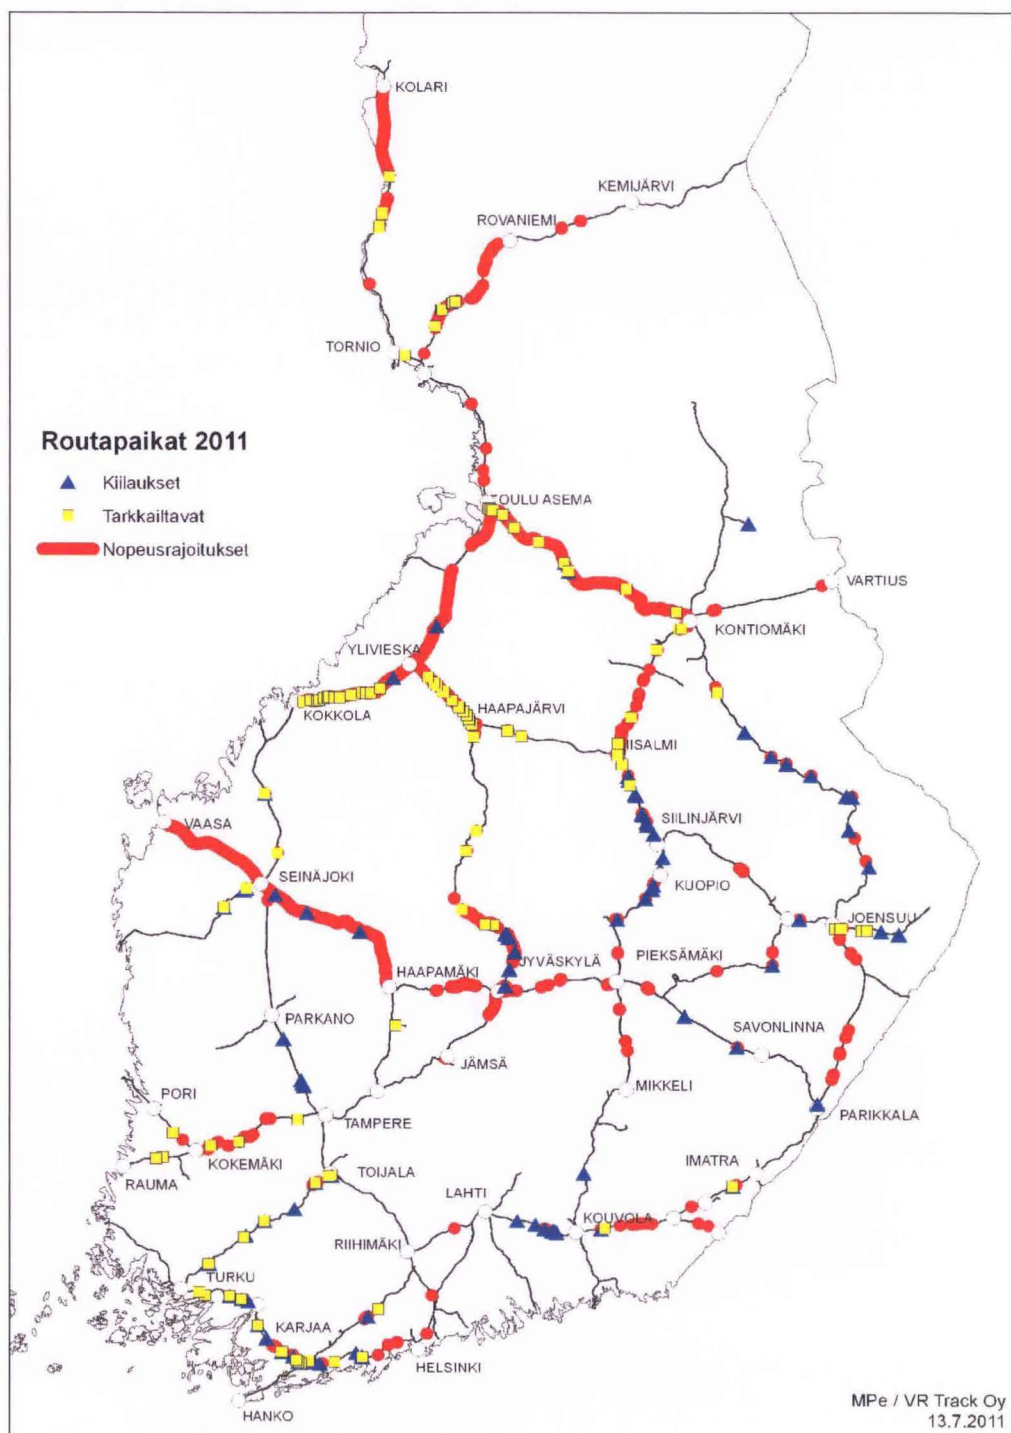 KOLARI
KEMIJÄRVI
ROVANIEMI
TORNIO
Routapaikat 2011
Kiilaukset
Tarkkailtavat
Nopeusrajoitukset
OULU ASEMA
VARTIUS
KONTIOMÄKI
YLIVIESKA
KOKKOLA
HAAPAJÄRVI
IISALMI
VAASA
SIILINJÄRVI
SEINÄJOKI
KUOPIO
JOENSUU
HAAPAMÄKI
JYVÄSKYLÄ
PIEKSÄMÄKI
PARKANO
SAVONLINNA
JÄMSÄ
MIKKELI
PORI
TAMPERE
PARIKKALA
KOKEMÄKI
RAUMA
TOIJALA
IMATRA
LAHTI
KOUVOLA
RIIHIMÄKI
TURKU
KARJAA
HELSINKI
HANKO
MPe / VR Track Oy
13.7.2011